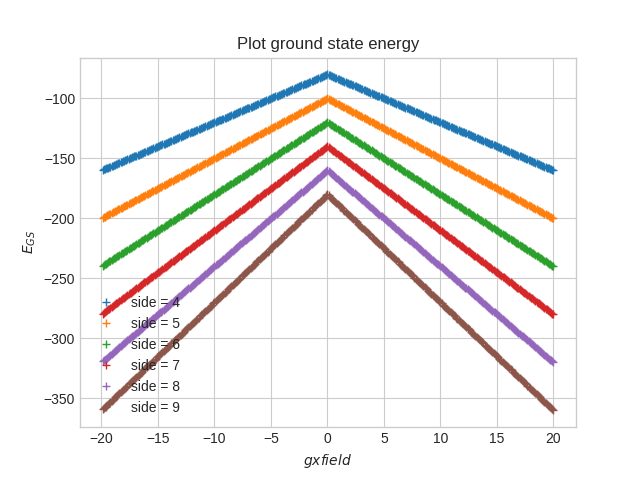 Plot ground state energy
−100
−150
−200
−250
−300
−350
E_GS
side = 4
side = 5
side = 6
side = 7
side = 8
side = 9
−20 −15 −10 −5 0 5 10 15 20
gxfield